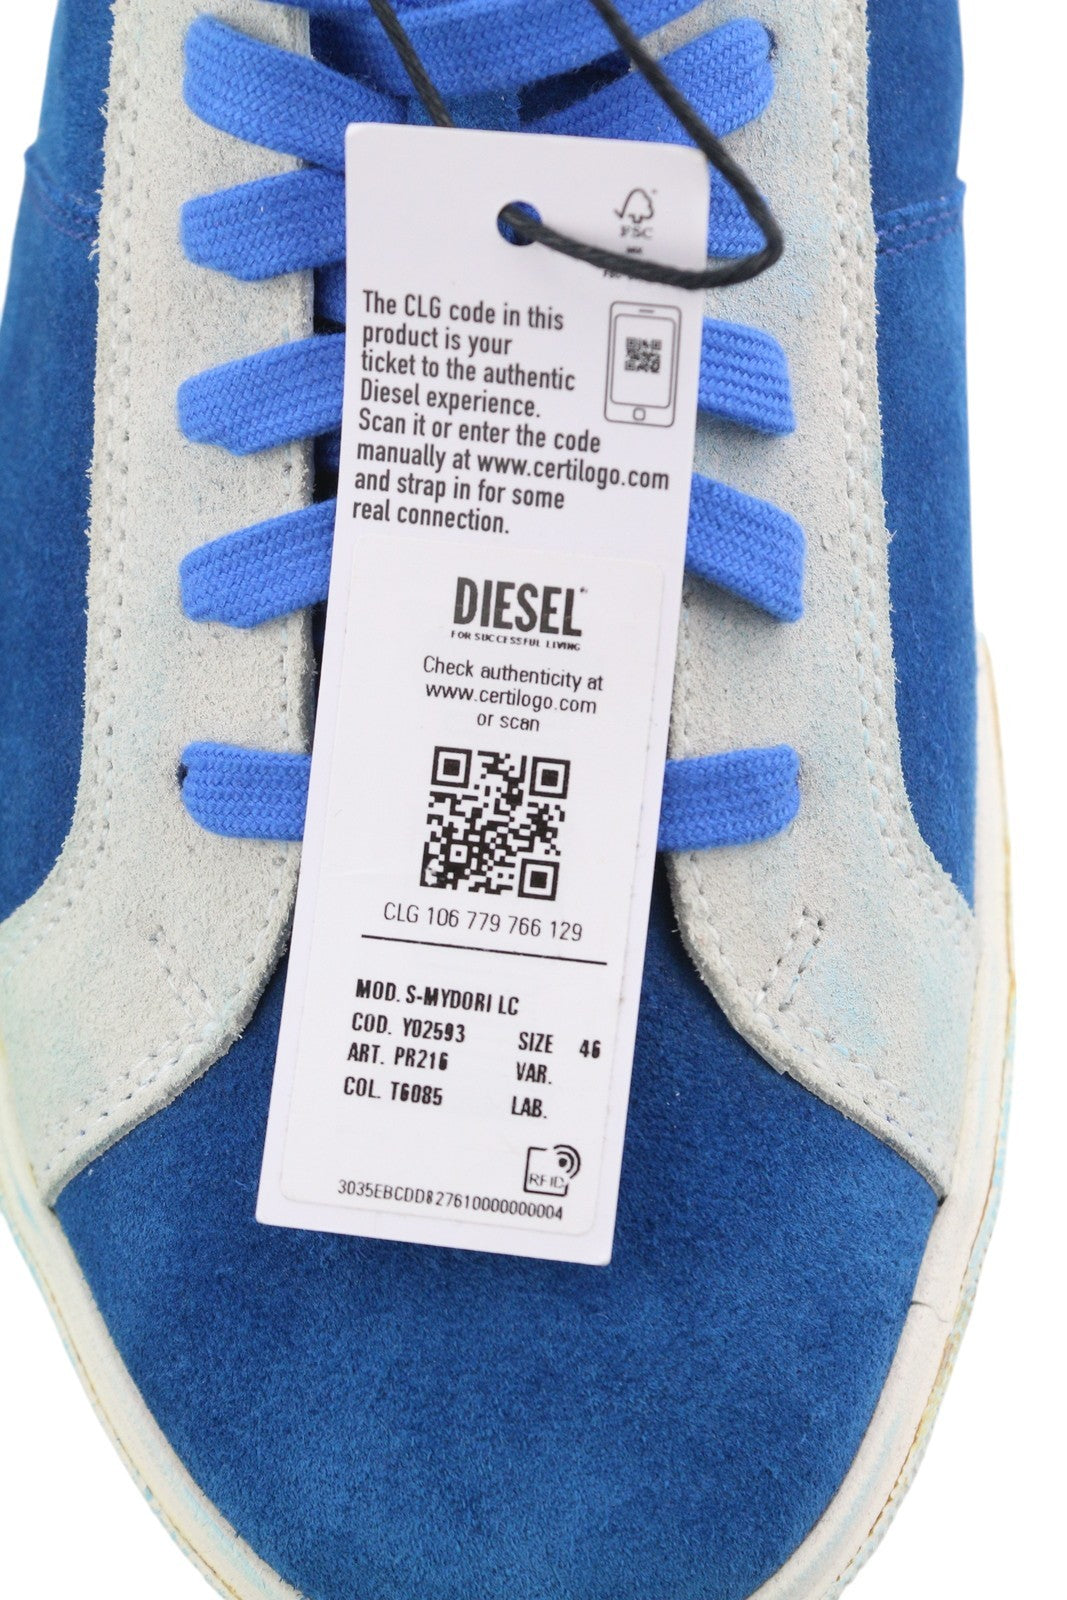 FSC
The CLG code in this
product is your
ticket to the authentic
Diesel experience.
Scan it or enter the code
manually at www.certilogo.com
and strap in for some
real connection.
DIESEL
FOR SUCCESSFUL LIVING
Check authenticity at
www.certilogo.com
or scan
CLG 106 779 766 129
MOD. S-MYDORI LC
COD. Y02593 SIZE 46
ART. PR216 VAR.
COL. T6085 LAB.
RFID
3035EBCDD827610000000004